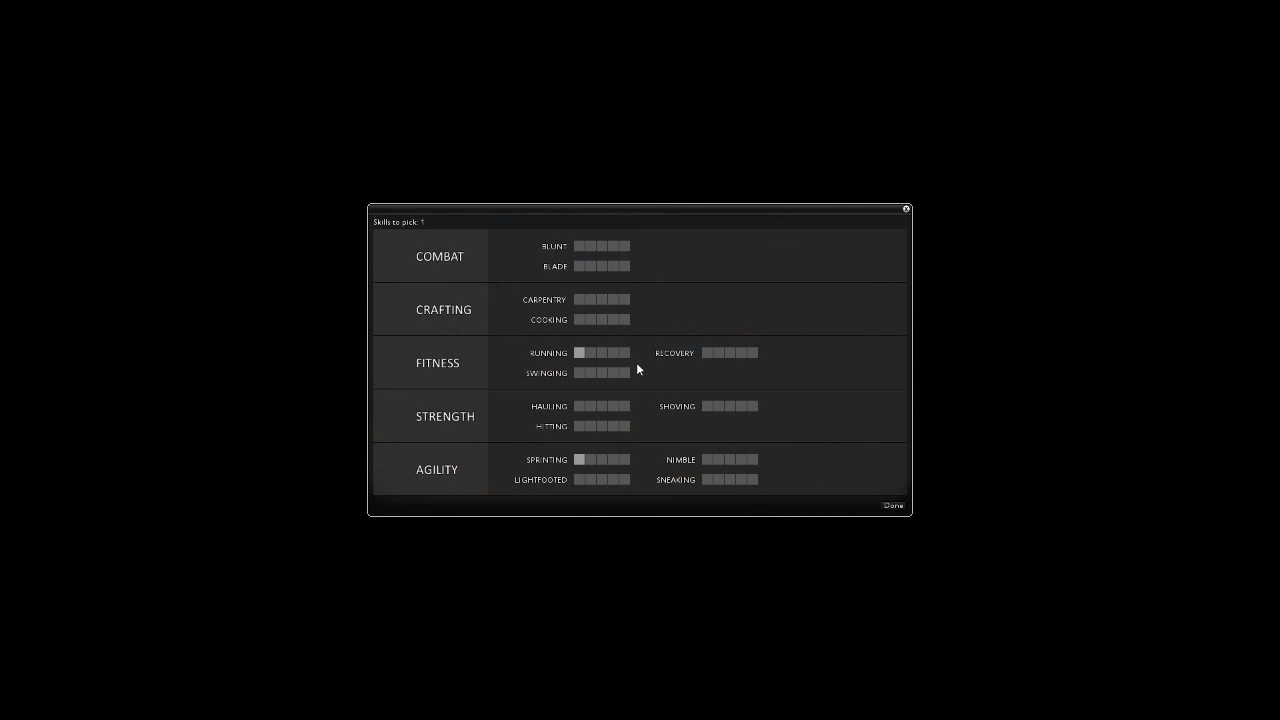 Skills to pick: 1
COMBAT
BLUNT
BLADE
CRAFTING
CARPENTRY
COOKING
FITNESS
RUNNING RECOVERY
SWINGING
STRENGTH
HAULING SHOVING
HITTING
AGILITY
SPRINTING NIMBLE
LIGHTFOOTED SNEAKING
Done